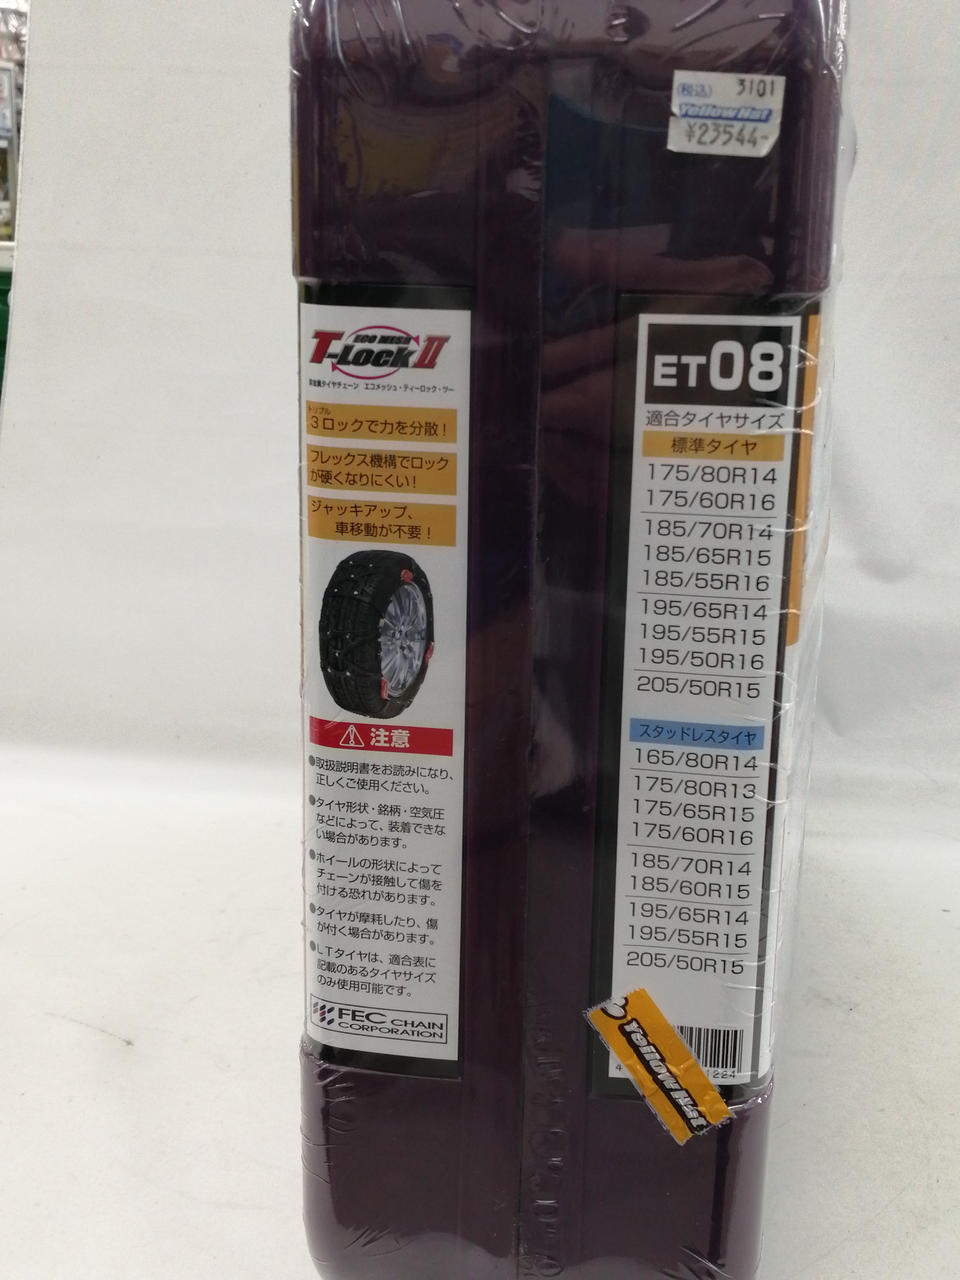 (税込) 3101
YellowHat
¥23544-
ECO MESH
T-Lock II
非金属タイヤチェーン エコメッシュ・ティーロック・ツー
トリプル
3ロックで力を分散！
フレックス機構でロック
が硬くなりにくい！
ジャッキアップ、
車移動が不要！
注意
●取扱説明書をお読みになり、
正しくご使用ください。
●タイヤ形状・銘柄・空気圧
などによって、装着できな
い場合があります。
●ホイールの形状によって
チェーンが接触して傷を
付ける恐れがあります。
●タイヤが摩耗したり、傷
が付く場合があります。
●LTタイヤは、適合表に
記載のあるタイヤサイズ
のみ使用可能です。
FEC CHAIN
CORPORATION
ET08
適合タイヤサイズ
標準タイヤ
175/80R14
175/60R16
185/70R14
185/65R15
185/55R16
195/65R14
195/55R15
195/50R16
205/50R15
スタッドレスタイヤ
165/80R14
175/80R13
175/65R15
175/60R16
185/70R14
185/60R15
195/65R14
195/55R15
205/50R15
4
1224
YellowHat